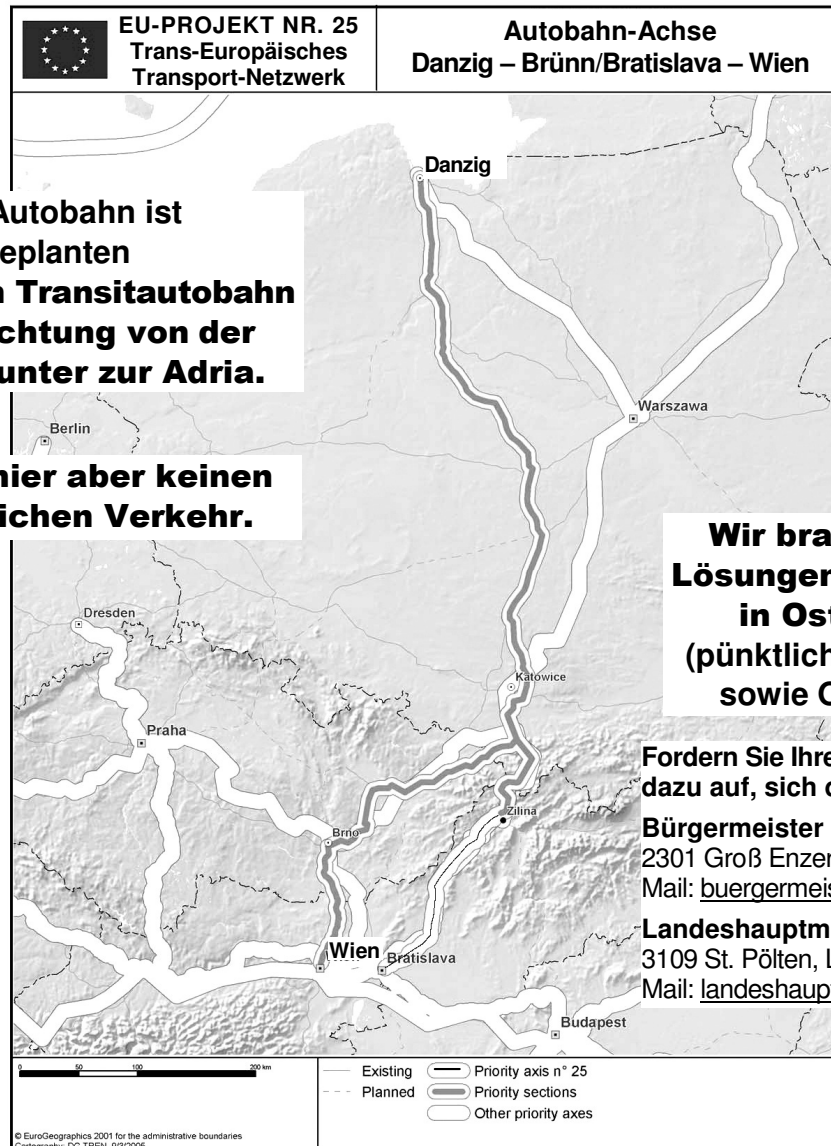 EU-PROJEKT NR. 25
Trans-Europäisches
Transport-Netzwerk
Autobahn-Achse
Danzig – Brünn/Bratislava – Wien
Danzig
Autobahn ist
eplanten
Transitautobahn
chtung von der
unter zur Adria.
Warszawa
Berlin
hier aber keinen
ichen Verkehr.
Wir bra
Lösungen
in Ost
(pünktlich
sowie
Dresden
Katowice
Praha
Fordern Sie Ihre
dazu auf, sich
Zilina
Bürgermeister
2301 Groß Enzer
Mail: buergermeis
Brno
Landeshauptm
3109 St. Pölten, L
Mail: landeshaup
Wien
Bratislava
Budapest
0 50 100 200 km
Existing
Planned
Priority axis n° 25
Priority sections
Other priority axes
© EuroGeographics 2001 for the administrative boundaries